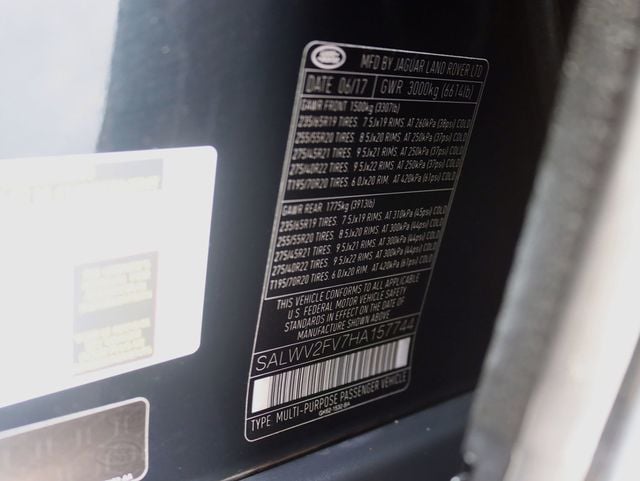 MFD BY JAGUAR LAND ROVER LTD
DATE 06/17 GWR 3000kg (6614lb)
GAWR FRONT 1500kg (3307lb)
235/65R19 TIRES 7.5Jx19 RIMS. AT 260kPa (38psi) COLD
255/55R20 TIRES 8.5Jx20 RIMS. AT 250kPa (37psi) COLD
275/45R21 TIRES 9.5Jx21 RIMS. AT 250kPa (37psi) COLD
275/40R22 TIRES 9.5Jx22 RIMS. AT 250kPa (37psi) COLD
T195/70R20 TIRES 6.0Jx20 RIM. AT 420kPa (61psi) COLD
GAWR REAR 1775kg (3913lb)
235/65R19 TIRES 7.5Jx19 RIMS. AT 310kPa (45psi) COLD
255/55R20 TIRES 8.5Jx20 RIMS. AT 300kPa (44psi) COLD
275/45R21 TIRES 9.5Jx21 RIMS. AT 300kPa (44psi) COLD
275/40R22 TIRES 9.5Jx22 RIMS. AT 300kPa (44psi) COLD
T195/70R20 TIRES 6.0Jx20 RIM. AT 420kPa (61psi) COLD
THIS VEHICLE CONFORMS TO ALL APPLICABLE
U.S. FEDERAL MOTOR VEHICLE SAFETY
STANDARDS IN EFFECT ON THE DATE OF
MANUFACTURE SHOWN ABOVE.
SALWV2FV7HA157744
TYPE MULTI-PURPOSE PASSENGER VEHICLE